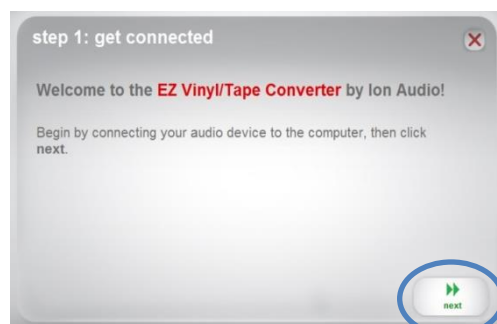 step 1: get connected
Welcome to the EZ Vinyl/Tape Converter by Ion Audio!
Begin by connecting your audio device to the computer, then click
next.
next